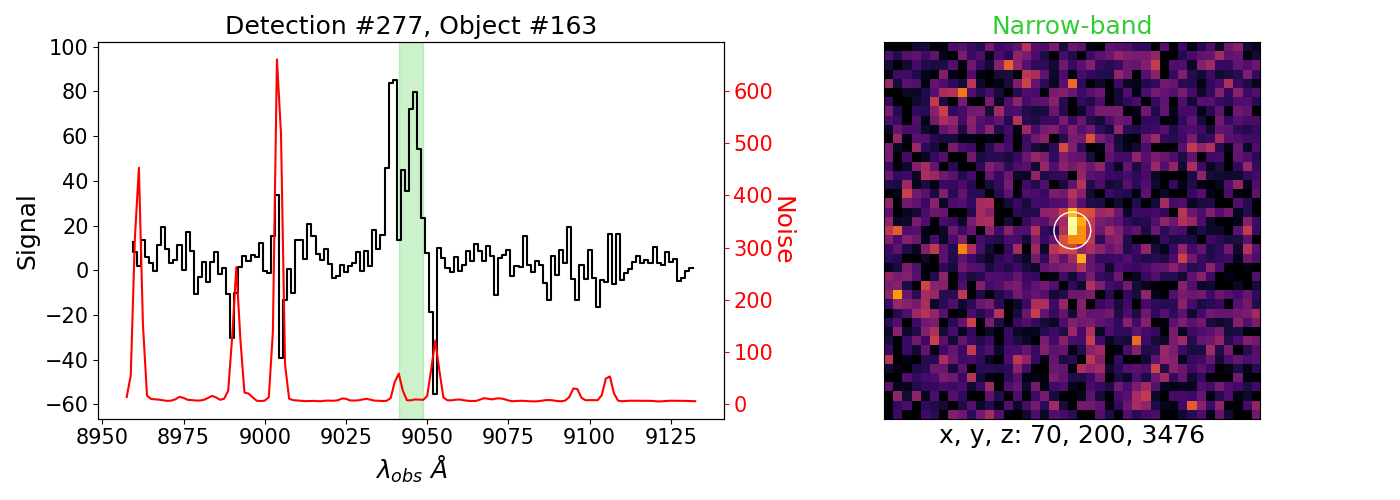 Detection #277, Object #163
Narrow-band
100
80
60
40
20
0
−20
−40
−60
Signal
600
500
400
300
200
100
0
Noise
8950 8975 9000 9025 9050 9075 9100 9125
λobs Å
x, y, z: 70, 200, 3476